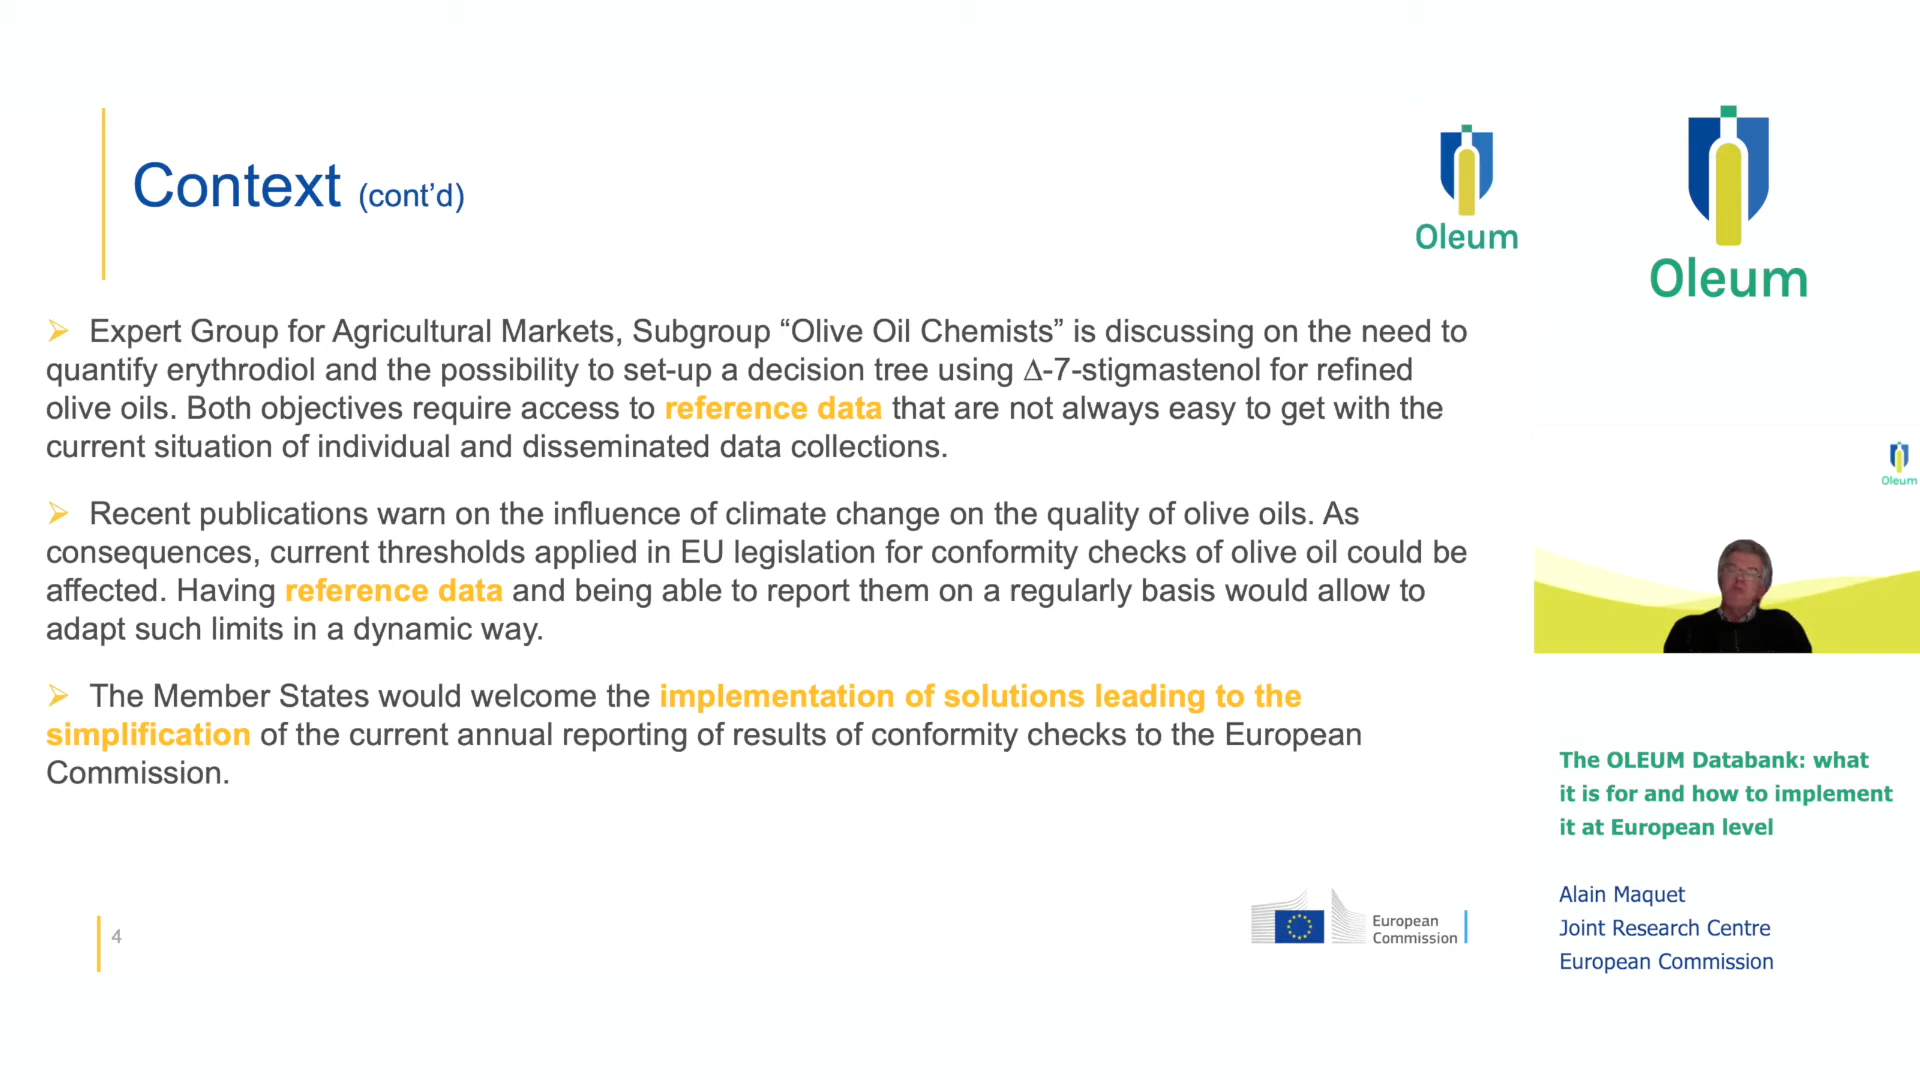 Context (cont’d)
Oleum
Oleum
➢ Expert Group for Agricultural Markets, Subgroup “Olive Oil Chemists” is discussing on the need to
quantify erythrodiol and the possibility to set-up a decision tree using Δ-7-stigmastenol for refined
olive oils. Both objectives require access to reference data that are not always easy to get with the
current situation of individual and disseminated data collections.
➢ Recent publications warn on the influence of climate change on the quality of olive oils. As
consequences, current thresholds applied in EU legislation for conformity checks of olive oil could be
affected. Having reference data and being able to report them on a regularly basis would allow to
adapt such limits in a dynamic way.
➢ The Member States would welcome the implementation of solutions leading to the
simplification of the current annual reporting of results of conformity checks to the European
Commission.
4
European
Commission
Oleum
The OLEUM Databank: what
it is for and how to implement
it at European level
Alain Maquet
Joint Research Centre
European Commission